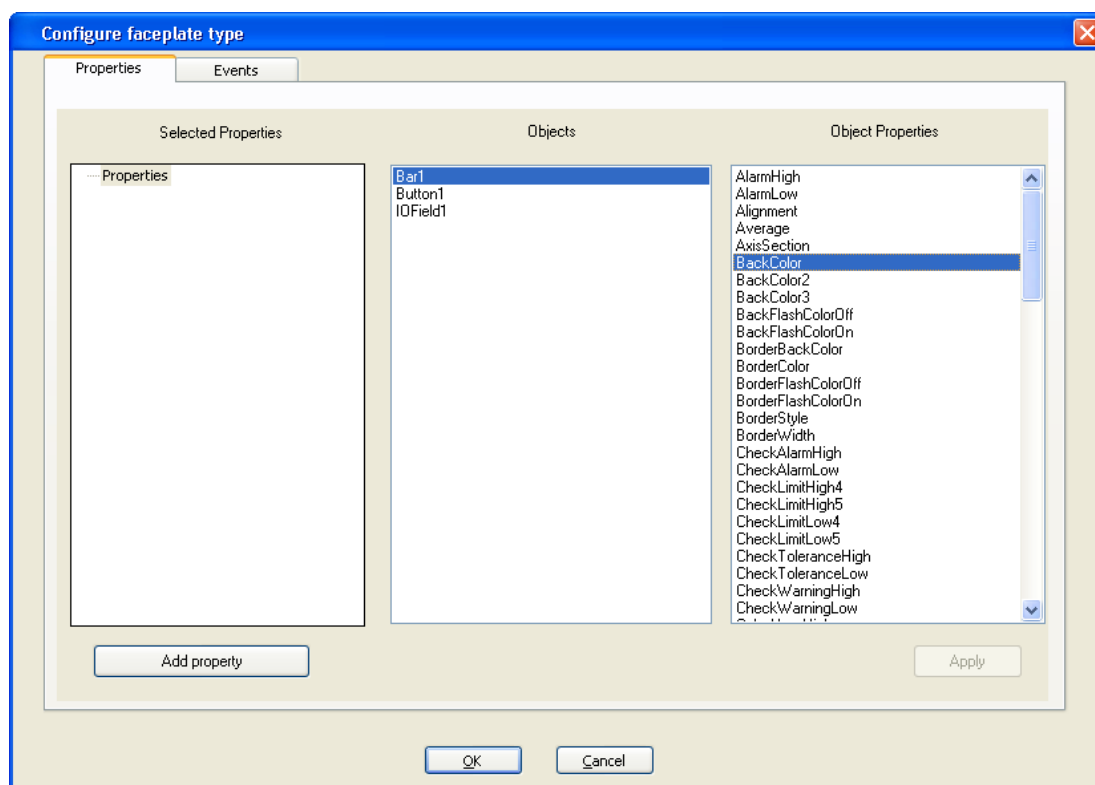 Configure faceplate type
Properties
Events
Selected Properties
Objects
Object Properties
Properties
Bar1
Button1
IOField1
AlarmHigh
AlarmLow
Alignment
Average
AxisSection
BackColor
BackColor2
BackColor3
BackFlashColorOff
BackFlashColorOn
BorderBackColor
BorderColor
BorderFlashColorOff
BorderFlashColorOn
BorderStyle
BorderWidth
CheckAlarmHigh
CheckAlarmLow
CheckLimitHigh4
CheckLimitHigh5
CheckLimitLow4
CheckLimitLow5
CheckToleranceHigh
CheckToleranceLow
CheckWarningHigh
CheckWarningLow
Add property
Apply
OK
Cancel